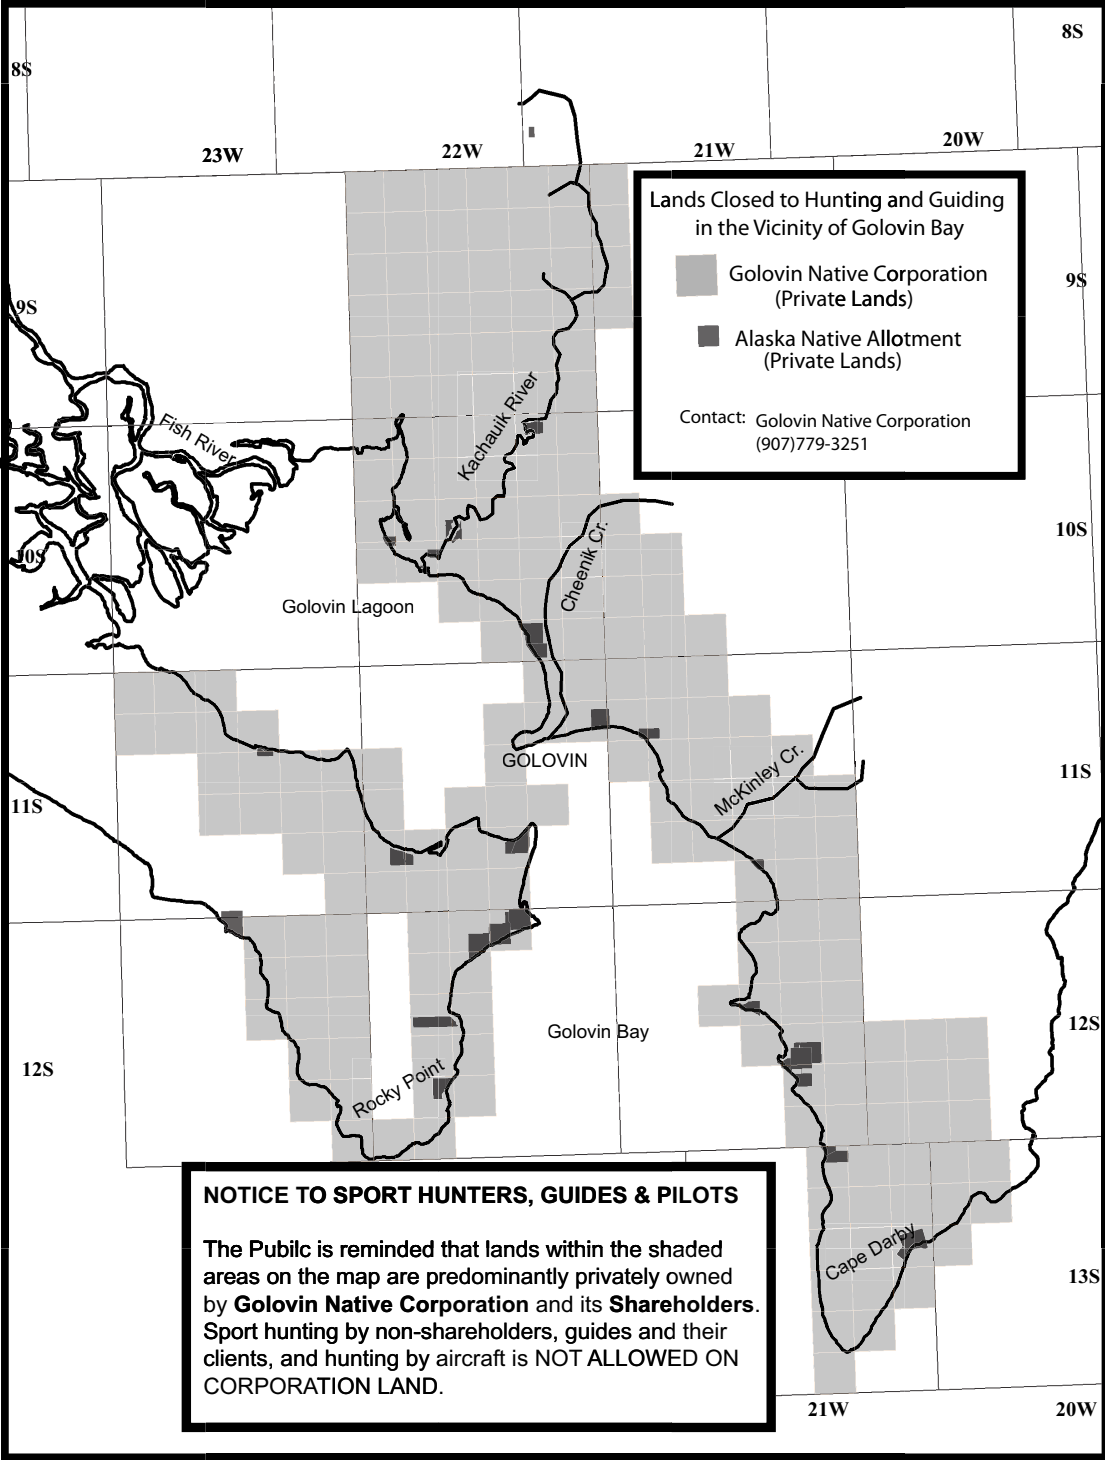 8S
8S
23W
22W
21W
20W
Lands Closed to Hunting and Guiding
in the Vicinity of Golovin Bay
Golovin Native Corporation
(Private Lands)
Alaska Native Allotment
(Private Lands)
Contact: Golovin Native Corporation
(907)779-3251
9S
9S
Fish River
Kachauik River
10S
10S
Cheenik Cr.
Golovin Lagoon
GOLOVIN
McKinley Cr.
11S
11S
Golovin Bay
12S
12S
Rocky Point
Cape Darby
13S
NOTICE TO SPORT HUNTERS, GUIDES & PILOTS
The Pubilc is reminded that lands within the shaded
areas on the map are predominantly privately owned
by Golovin Native Corporation and its Shareholders.
Sport hunting by non-shareholders, guides and their
clients, and hunting by aircraft is NOT ALLOWED ON
CORPORATION LAND.
21W
20W